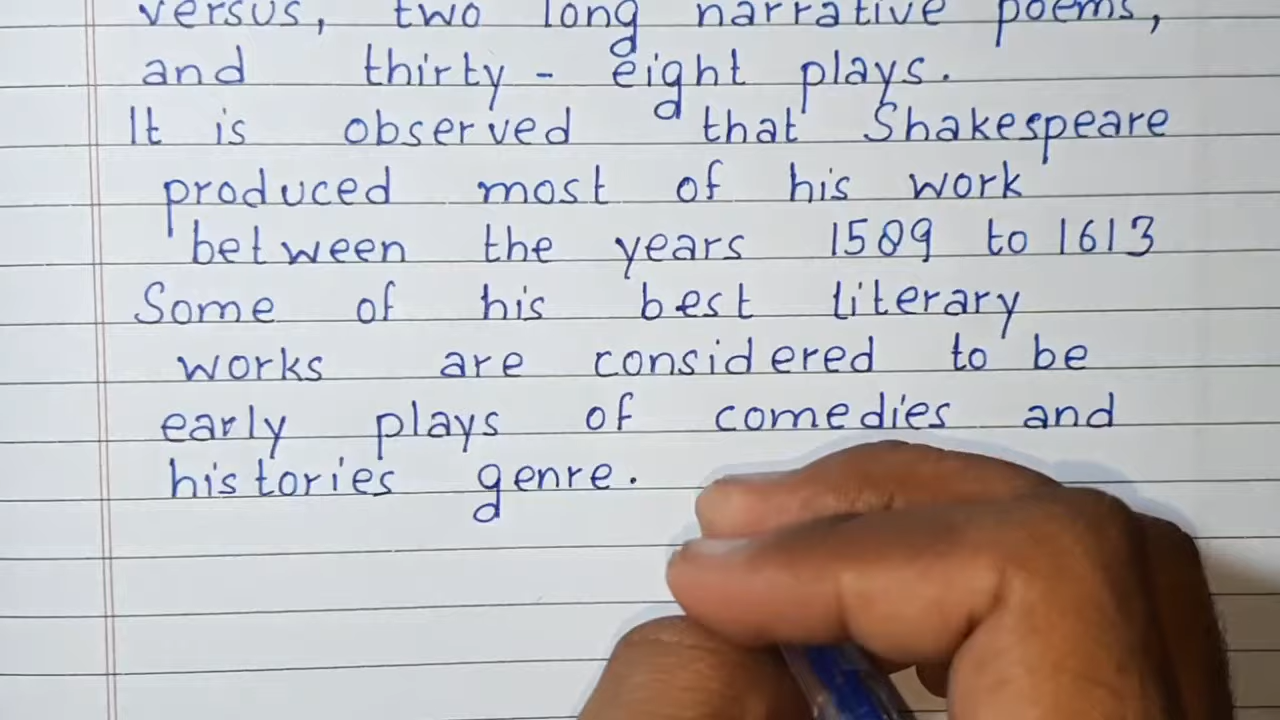 versus, two long narrative poems,
and thirty - eight plays.
It is observed that Shakespeare
produced most of his work
between the years 1589 to 1613
Some of his best literary
works are considered to be
early plays of comedies and
histories genre.